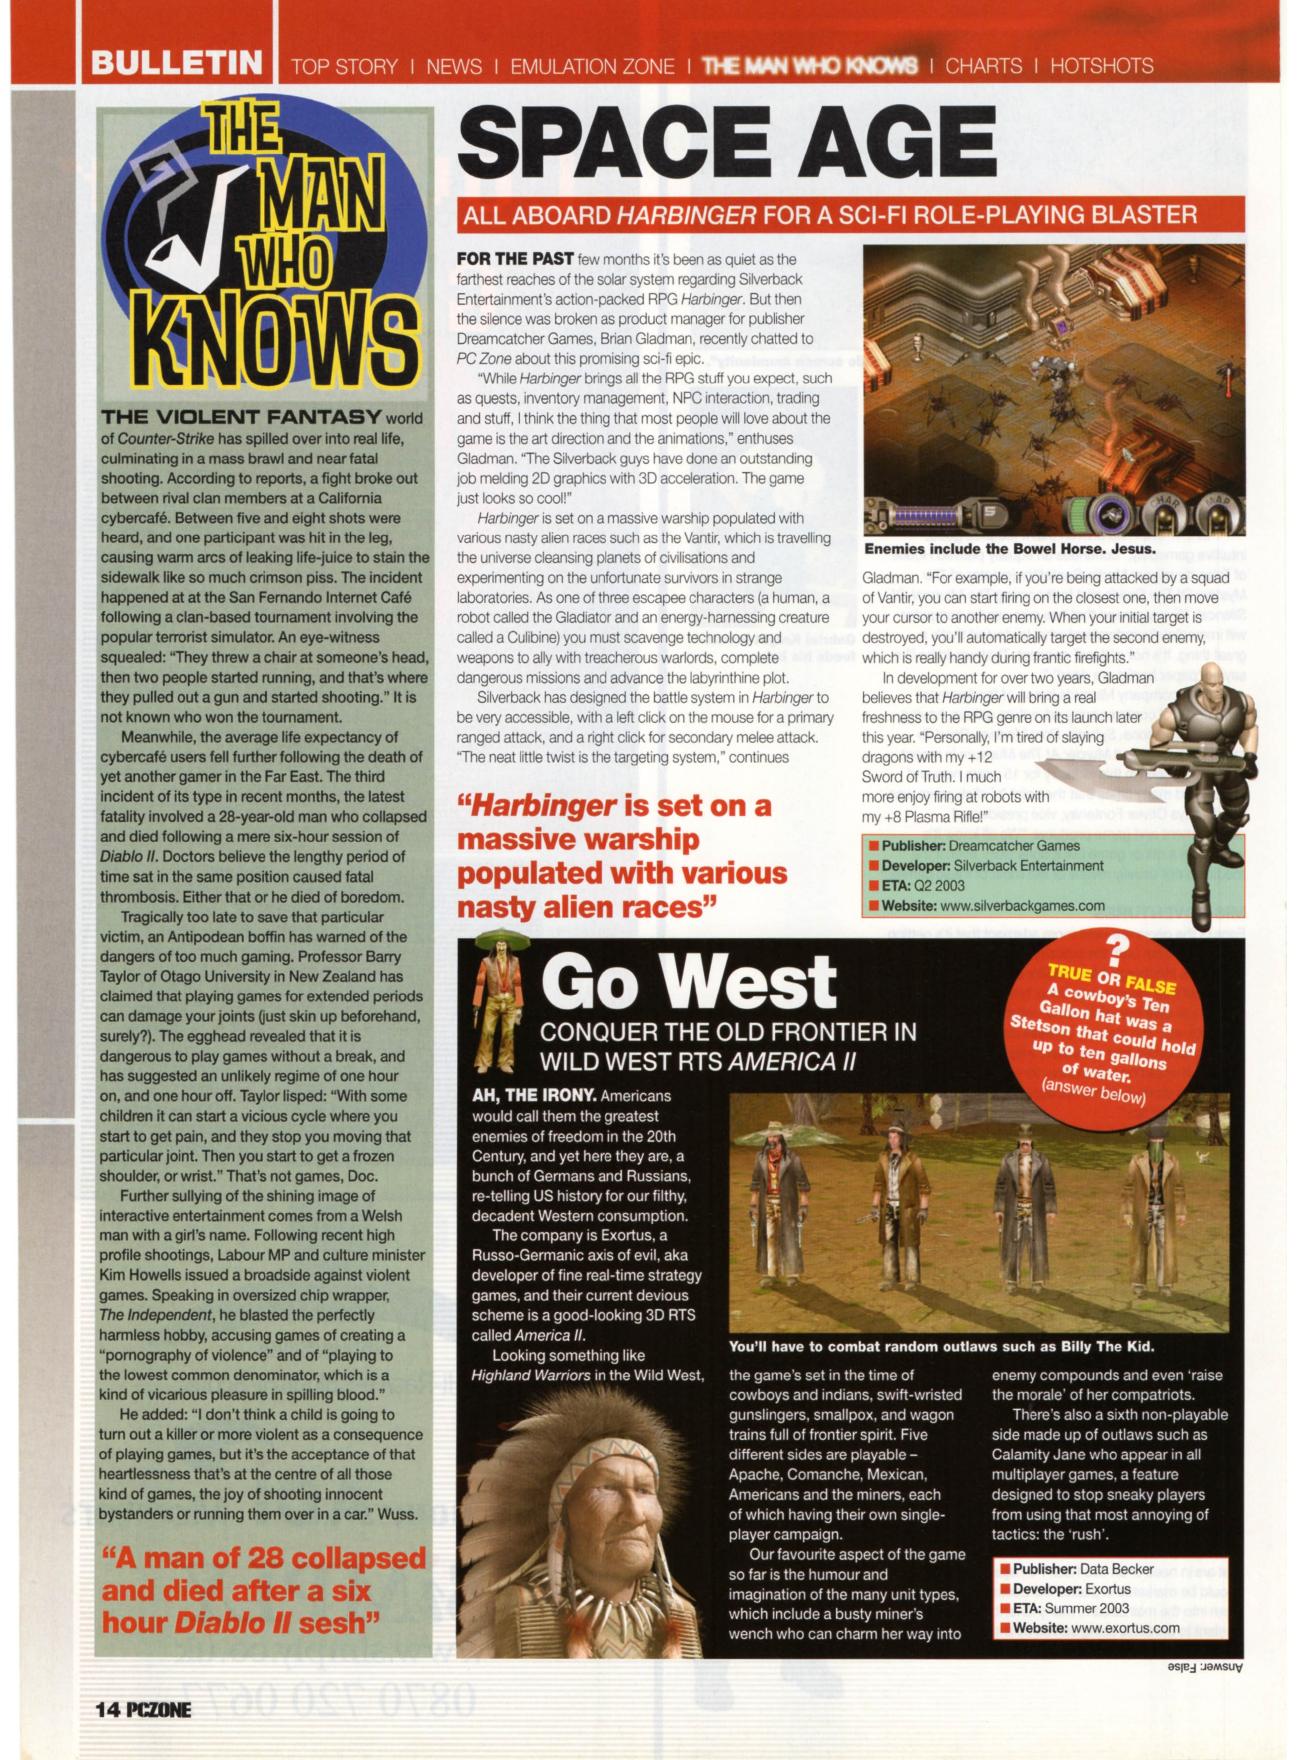 BULLETIN
TOP STORY | NEWS | EMULATION ZONE | THE MAN WHO KNOWS | CHARTS | HOTSHOTS
THE
MAN
WHO
KNOWS
THE VIOLENT FANTASY world
of Counter-Strike has spilled over into real life,
culminating in a mass brawl and near fatal
shooting. According to reports, a fight broke out
between rival clan members at a California
cybercafé. Between five and eight shots were
heard, and one participant was hit in the leg,
causing warm arcs of leaking life-juice to stain the
sidewalk like so much crimson piss. The incident
happened at at the San Fernando Internet Café
following a clan-based tournament involving the
popular terrorist simulator. An eye-witness
squealed: “They threw a chair at someone's head,
then two people started running, and that's where
they pulled out a gun and started shooting.” It is
not known who won the tournament.
Meanwhile, the average life expectancy of
cybercafé users fell further following the death of
yet another gamer in the Far East. The third
incident of its type in recent months, the latest
fatality involved a 28-year-old man who collapsed
and died following a mere six-hour session of
Diablo II. Doctors believe the lengthy period of
time sat in the same position caused fatal
thrombosis. Either that or he died of boredom.
Tragically too late to save that particular
victim, an Antipodean boffin has warned of the
dangers of too much gaming. Professor Barry
Taylor of Otago University in New Zealand has
claimed that playing games for extended periods
can damage your joints (just skin up beforehand,
surely?). The egghead revealed that it is
dangerous to play games without a break, and
has suggested an unlikely regime of one hour
on, and one hour off. Taylor lisped: “With some
children it can start a vicious cycle where you
start to get pain, and they stop you moving that
particular joint. Then you start to get a frozen
shoulder, or wrist.” That's not games, Doc.
Further sullying of the shining image of
interactive entertainment comes from a Welsh
man with a girl's name. Following recent high
profile shootings, Labour MP and culture minister
Kim Howells issued a broadside against violent
games. Speaking in oversized chip wrapper,
The Independent, he blasted the perfectly
harmless hobby, accusing games of creating a
“pornography of violence” and of “playing to
the lowest common denominator, which is a
kind of vicarious pleasure in spilling blood.”
He added: “I don't think a child is going to
turn out a killer or more violent as a consequence
of playing games, but it's the acceptance of that
heartlessness that's at the centre of all those
kind of games, the joy of shooting innocent
bystanders or running them over in a car.” Wuss.
“A man of 28 collapsed
and died after a six
hour Diablo II sesh”
SPACE AGE
ALL ABOARD HARBINGER FOR A SCI-FI ROLE-PLAYING BLASTER
FOR THE PAST few months it's been as quiet as the
farthest reaches of the solar system regarding Silverback
Entertainment's action-packed RPG Harbinger. But then
the silence was broken as product manager for publisher
Dreamcatcher Games, Brian Gladman, recently chatted to
PC Zone about this promising sci-fi epic.
“While Harbinger brings all the RPG stuff you expect, such
as quests, inventory management, NPC interaction, trading
and stuff, I think the thing that most people will love about the
game is the art direction and the animations,” enthuses
Gladman. “The Silverback guys have done an outstanding
job melding 2D graphics with 3D acceleration. The game
just looks so cool!”
Harbinger is set on a massive warship populated with
various nasty alien races such as the Vantir, which is travelling
the universe cleansing planets of civilisations and
experimenting on the unfortunate survivors in strange
laboratories. As one of three escapee characters (a human, a
robot called the Gladiator and an energy-harnessing creature
called a Culibine) you must scavenge technology and
weapons to ally with treacherous warlords, complete
dangerous missions and advance the labyrinthine plot.
Silverback has designed the battle system in Harbinger to
be very accessible, with a left click on the mouse for a primary
ranged attack, and a right click for secondary melee attack.
“The neat little twist is the targeting system,” continues
“Harbinger is set on a
massive warship
populated with various
nasty alien races”
S
CHAR
MAP
Enemies include the Bowel Horse. Jesus.
Gladman. “For example, if you're being attacked by a squad
of Vantir, you can start firing on the closest one, then move
your cursor to another enemy. When your initial target is
destroyed, you'll automatically target the second enemy,
which is really handy during frantic firefights.”
In development for over two years, Gladman
believes that Harbinger will bring a real
freshness to the RPG genre on its launch later
this year. “Personally, I'm tired of slaying
dragons with my +12
Sword of Truth. I much
more enjoy firing at robots with
my +8 Plasma Rifle!”
Publisher: Dreamcatcher Games
Developer: Silverback Entertainment
ETA: Q2 2003
Website: www.silverbackgames.com
Go West
CONQUER THE OLD FRONTIER IN
WILD WEST RTS AMERICA II
?
TRUE OR FALSE
A cowboy's Ten
Gallon hat was a
Stetson that could hold
up to ten gallons
of water.
(answer below)
AH, THE IRONY. Americans
would call them the greatest
enemies of freedom in the 20th
Century, and yet here they are, a
bunch of Germans and Russians,
re-telling US history for our filthy,
decadent Western consumption.
The company is Exortus, a
Russo-Germanic axis of evil, aka
developer of fine real-time strategy
games, and their current devious
scheme is a good-looking 3D RTS
called America II.
Looking something like
Highland Warriors in the Wild West,
You'll have to combat random outlaws such as Billy The Kid.
the game's set in the time of
cowboys and indians, swift-wristed
gunslingers, smallpox, and wagon
trains full of frontier spirit. Five
different sides are playable –
Apache, Comanche, Mexican,
Americans and the miners, each
of which having their own single-
player campaign.
Our favourite aspect of the game
so far is the humour and
imagination of the many unit types,
which include a busty miner's
wench who can charm her way into
enemy compounds and even ‘raise
the morale’ of her compatriots.
There's also a sixth non-playable
side made up of outlaws such as
Calamity Jane who appear in all
multiplayer games, a feature
designed to stop sneaky players
from using that most annoying of
tactics: the ‘rush’.
Publisher: Data Becker
Developer: Exortus
ETA: Summer 2003
Website: www.exortus.com
Answer: False
14 PCZONE